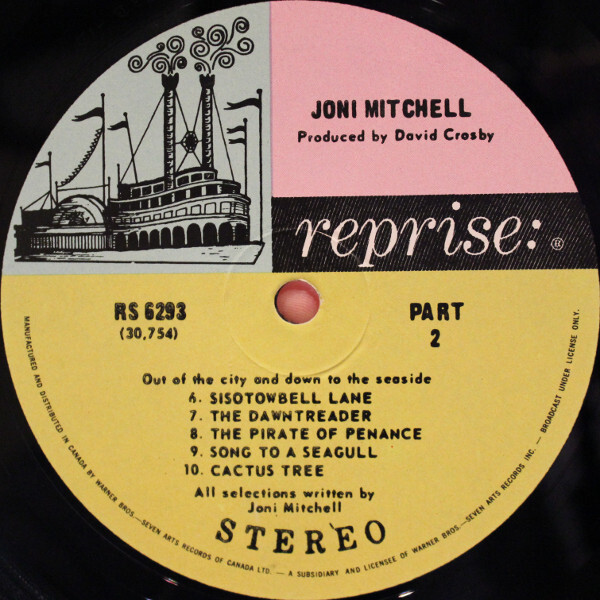 JONI MITCHELL
Produced by David Crosby
reprise: ®
RS 6293
(30,754)
PART
2
Out of the city and down to the seaside
6. SISOTOWBELL LANE
7. THE DAWNTREADER
8. THE PIRATE OF PENANCE
9. SONG TO A SEAGULL
10. CACTUS TREE
All selections written by
Joni Mitchell
STEREO
MANUFACTURED AND DISTRIBUTED IN CANADA BY WARNER BROS.—SEVEN ARTS RECORDS OF CANADA LTD. — A SUBSIDIARY AND LICENSEE OF WARNER BROS.—SEVEN ARTS RECORDS INC. — BROADCAST UNDER LICENSE ONLY.